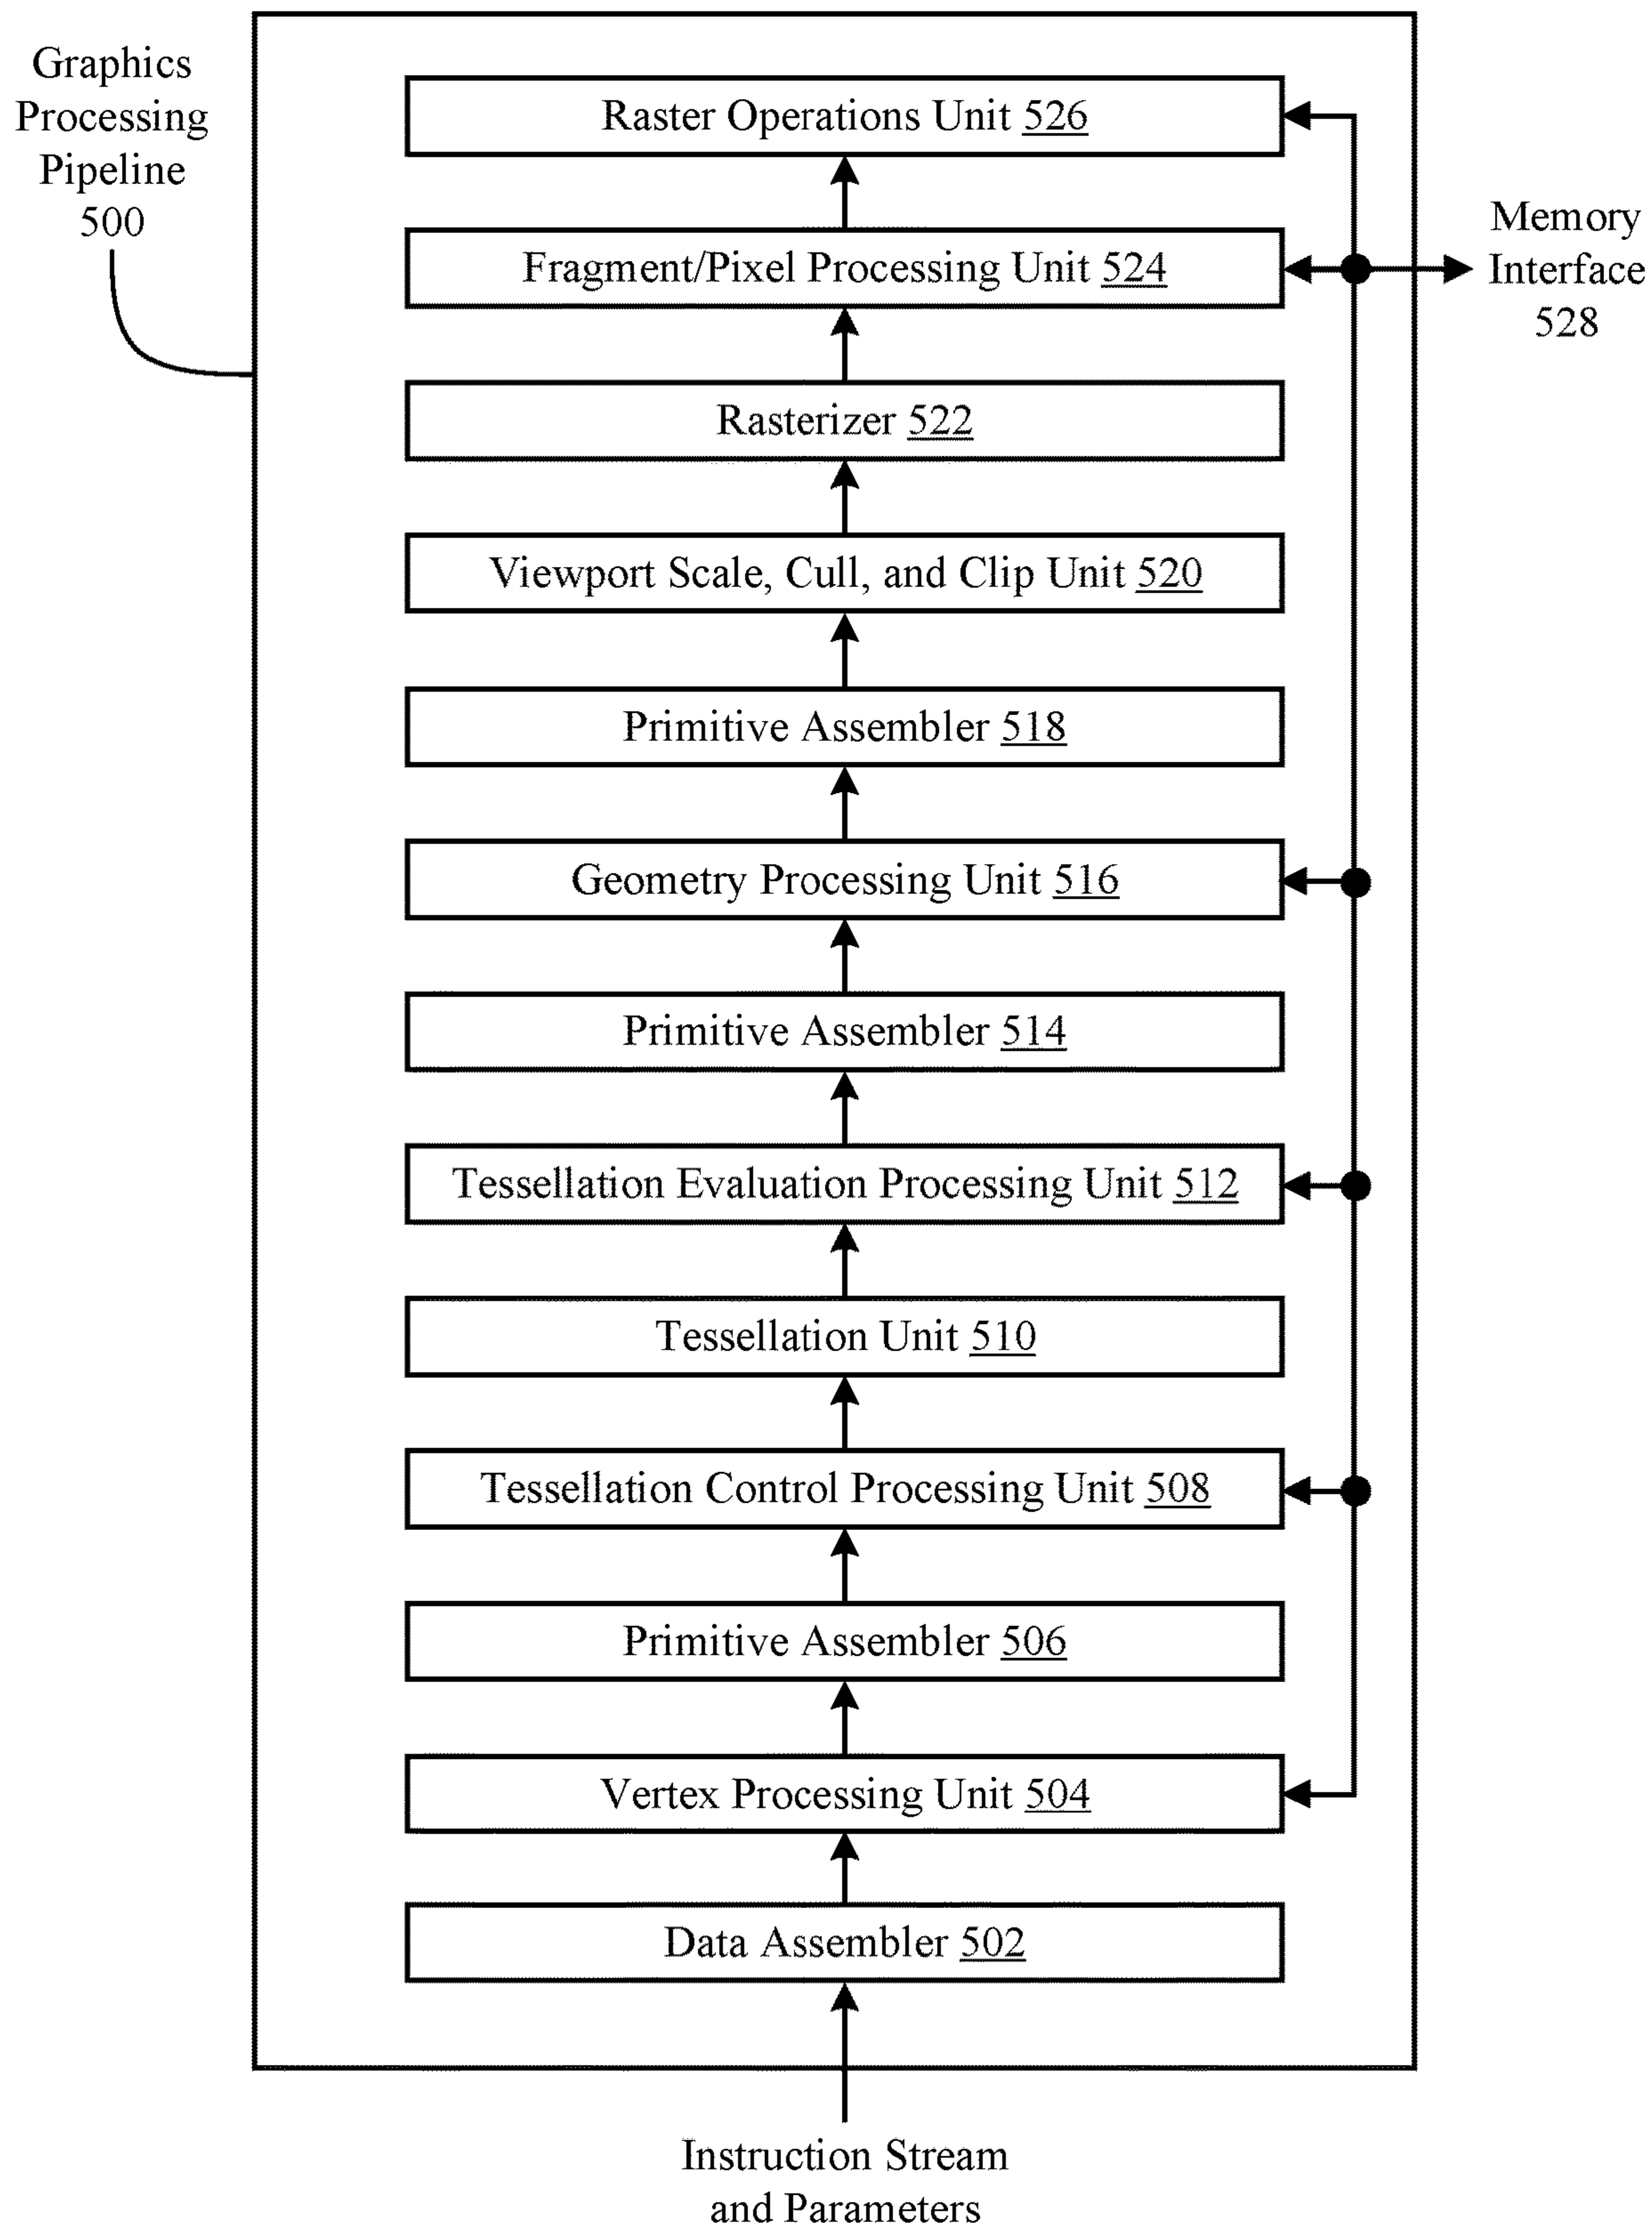 Graphics
Processing
Pipeline
500
Raster Operations Unit 526
Fragment/Pixel Processing Unit 524
Memory
Interface
528
Rasterizer 522
Viewport Scale, Cull, and Clip Unit 520
Primitive Assembler 518
Geometry Processing Unit 516
Primitive Assembler 514
Tessellation Evaluation Processing Unit 512
Tessellation Unit 510
Tessellation Control Processing Unit 508
Primitive Assembler 506
Vertex Processing Unit 504
Data Assembler 502
Instruction Stream
and Parameters